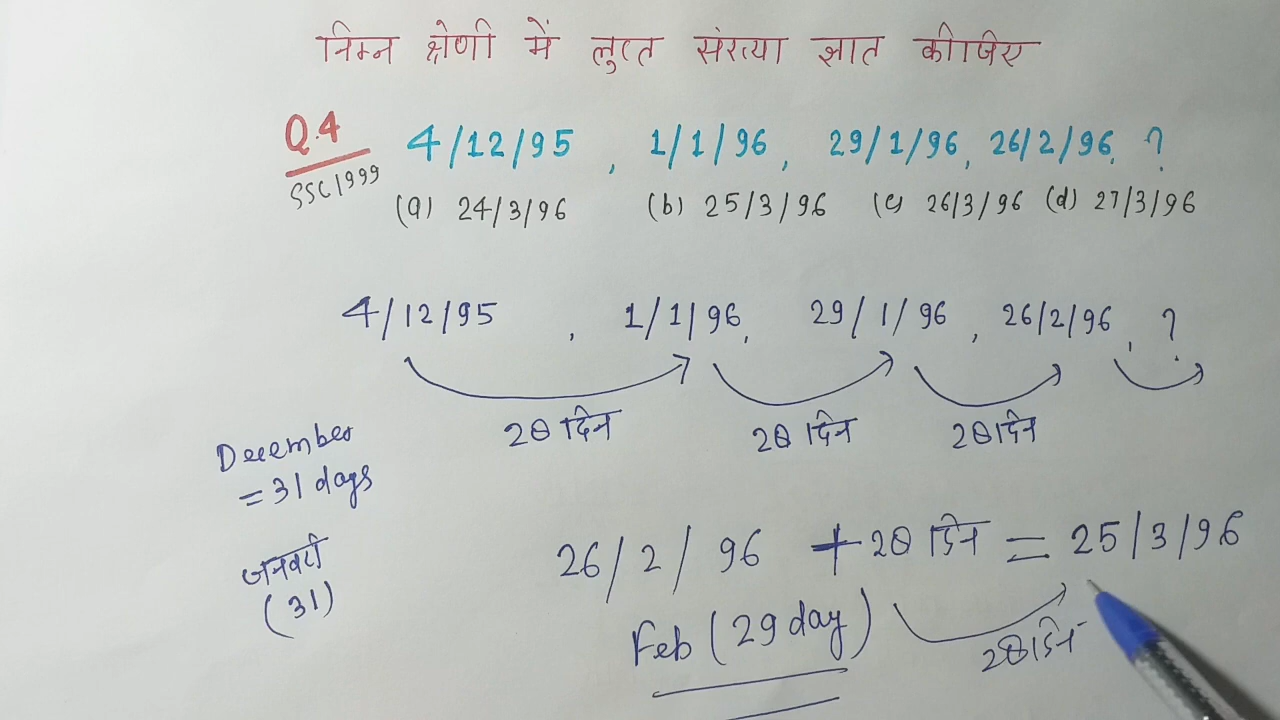 निम्न श्रेणी में लुप्त संख्या ज्ञात कीजिए
Q.4 4/12/95 , 1/1/96, 29/1/96, 26/2/96, ?
SSC 1999 (a) 24/3/96 (b) 25/3/96 (c) 26/3/96 (d) 27/3/96
4/12/95 , 1/1/96, 29/1/96, 26/2/96, ?
28 दिन 28 दिन 28 दिन
December
= 31 days
26/2/96 + 28 दिन = 25/3/96
जनवरी
(31)
Feb (29 day) 28 दिन